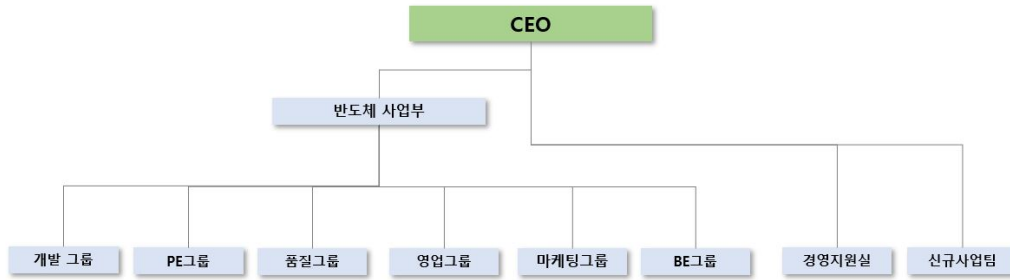 CEO
반도체 사업부
개발 그룹
PE그룹
품질그룹
영업그룹
마케팅그룹
BE그룹
경영지원실
신규사업팀